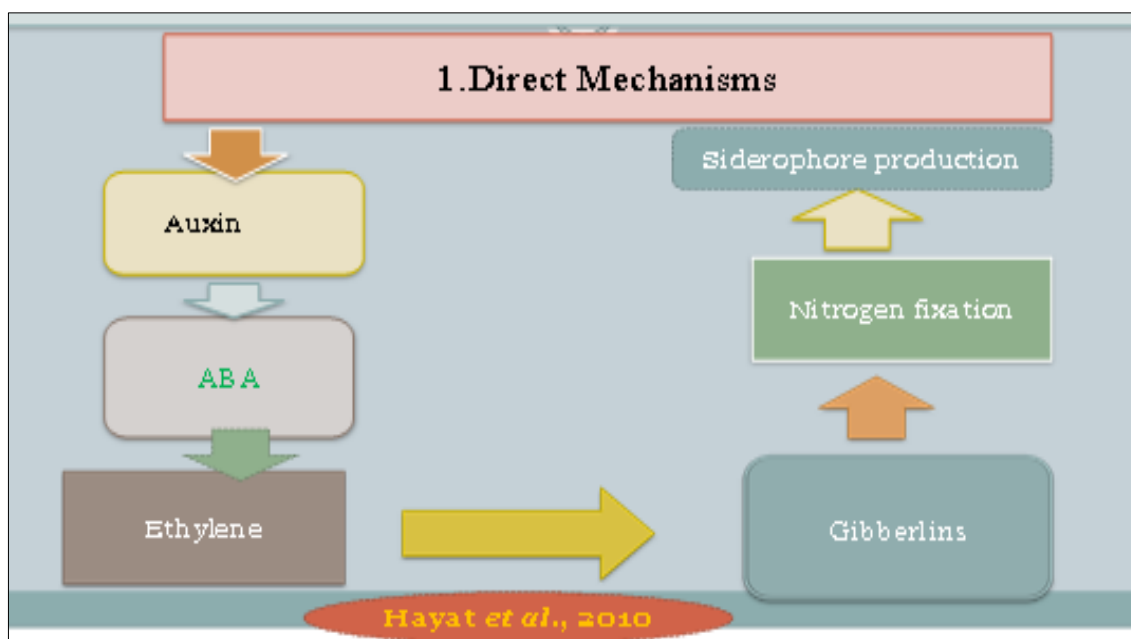 1.Direct Mechanisms
Auxin
ABA
Ethylene
Gibberlins
Nitrogen fixation
Siderophore production
Hayat et al., 2010